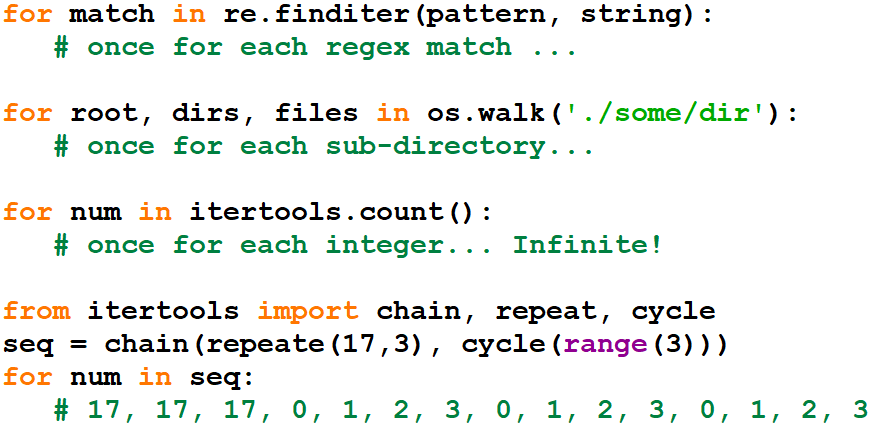 for match in re.finditer(pattern, string):
# once for each regex match ...
for root, dirs, files in os.walk('./some/dir'):
# once for each sub-directory...
for num in itertools.count():
# once for each integer... Infinite!
from itertools import chain, repeat, cycle
seq = chain(repeate(17,3), cycle(range(3)))
for num in seq:
# 17, 17, 17, 0, 1, 2, 3, 0, 1, 2, 3, 0, 1, 2, 3